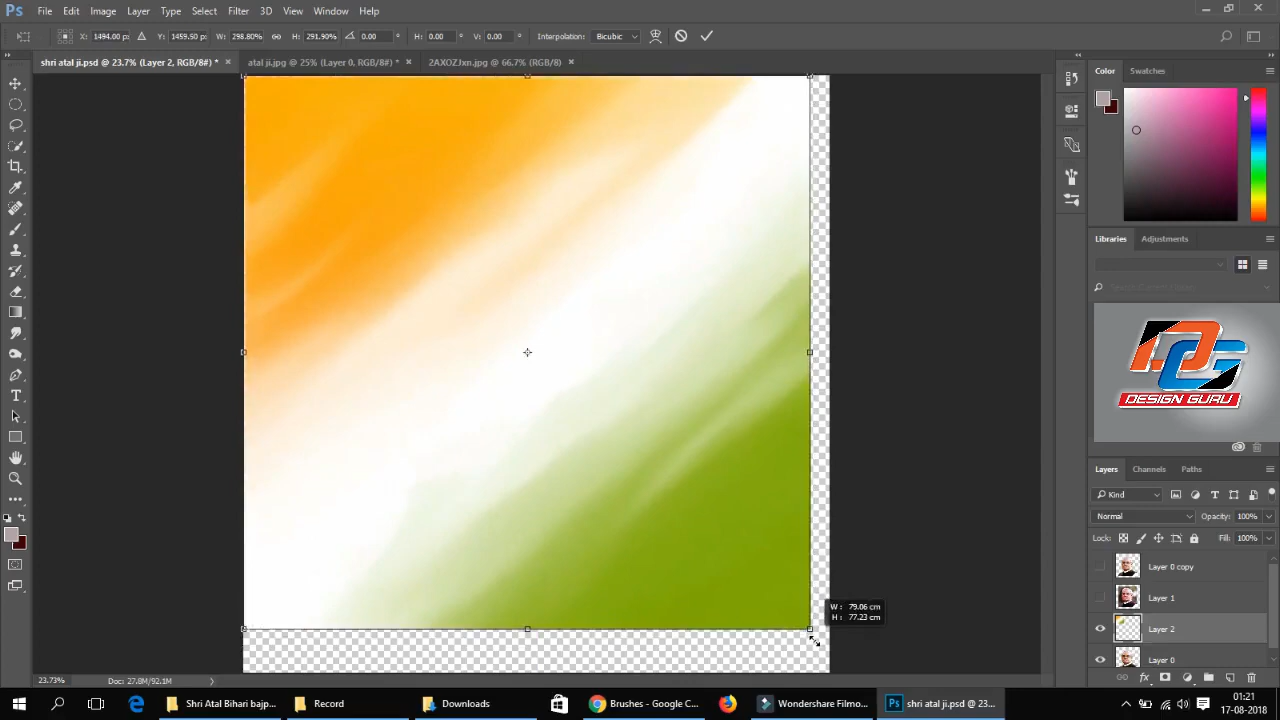 Ps File Edit Image Layer Type Select Filter 3D View Window Help
X: 1494.00 px Y: 1459.50 px W: 298.80% H: 291.90% 0.00 ° H: 0.00 ° V: 0.00 ° Interpolation: Bicubic
shri atal ji.psd @ 23.7% (Layer 2, RGB/8#) * × atal ji.jpg @ 25% (Layer 0, RGB/8#) * × 2AXOZJxn.jpg @ 66.7% (RGB/8) ×
Color Swatches
Libraries Adjustments
DESIGN GURU
Layers Channels Paths
Kind
Normal Opacity: 100%
Lock: Fill: 100%
Layer 0 copy
Layer 1
Layer 2
Layer 0
W: 79.06 cm
H: 77.23 cm
23.73% Doc: 27.8M/92.1M
Shri Atal Bihari bajp... Record Downloads Brushes - Google C... Wondershare Filmo... Ps shri atal ji.psd @ 23...
01:21
17-08-2018